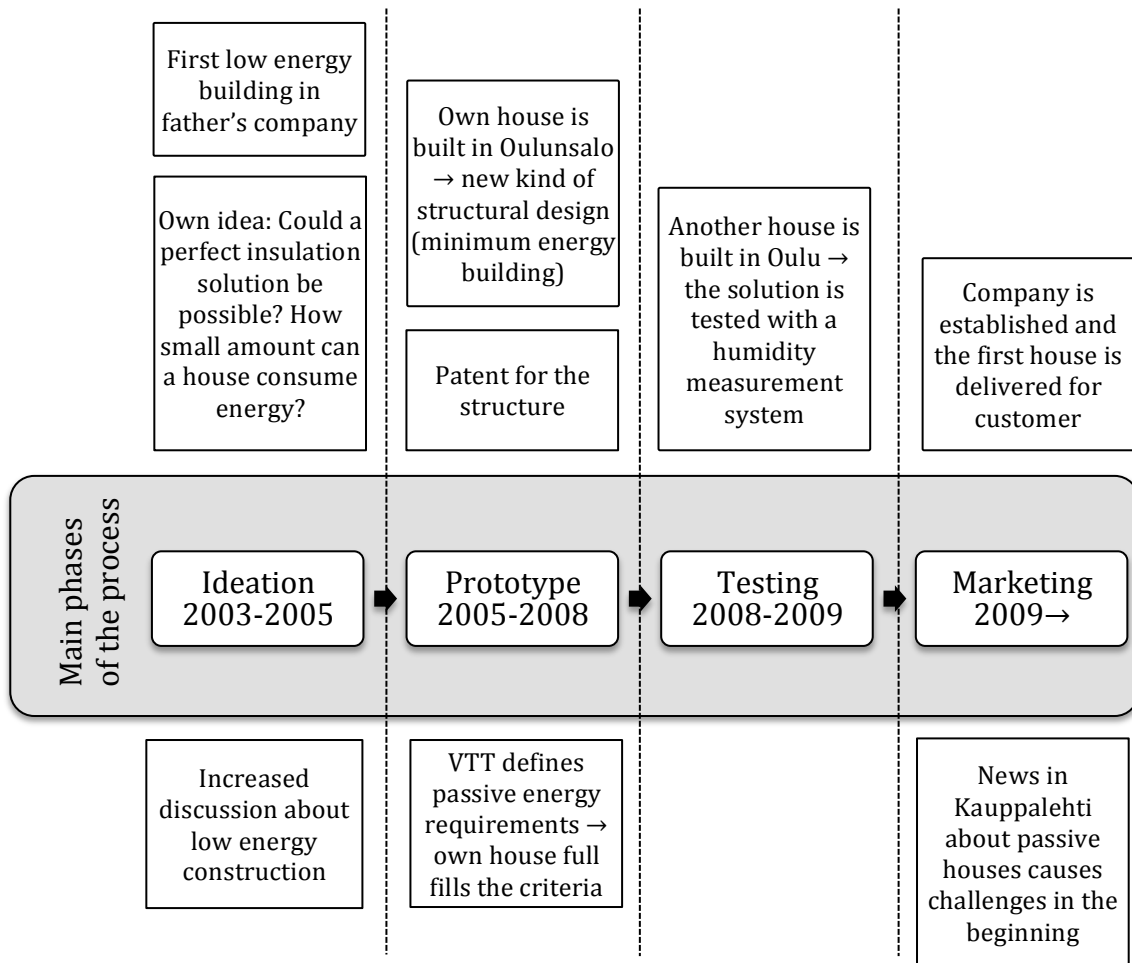 First low energy
building in
father’s company
Own idea: Could a
perfect insulation
solution be
possible? How
small amount can
a house consume
energy?
Own house is
built in Oulunsalo
→ new kind of
structural design
(minimum energy
building)
Patent for the
structure
Another house is
built in Oulu →
the solution is
tested with a
humidity
measurement
system
Company is
established and
the first house is
delivered for
customer
Main phases
of the process
Ideation
2003-2005
Prototype
2005-2008
Testing
2008-2009
Marketing
2009→
Increased
discussion about
low energy
construction
VTT defines
passive energy
requirements →
own house full
fills the criteria
News in
Kauppalehti
about passive
houses causes
challenges in the
beginning